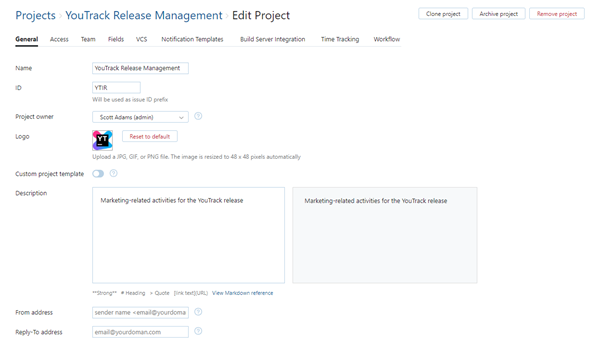 Projects › YouTrack Release Management › Edit Project
Clone project Archive project Remove project
General Access Team Fields VCS Notification Templates Build Server Integration Time Tracking Workflow
Name YouTrack Release Management
ID YTIR
Will be used as issue ID prefix
Project owner Scott Adams (admin) ?
Logo YT Reset to default
Upload a JPG, GIF, or PNG file. The image is resized to 48 x 48 pixels automatically
Custom project template ?
Description Marketing-related activities for the YouTrack release Marketing-related activities for the YouTrack release
**Strong** # Heading > Quote [link text](URL) View Markdown reference
From address sender name <email@yourdoma ?
Reply-To address email@yourdomain.com ?